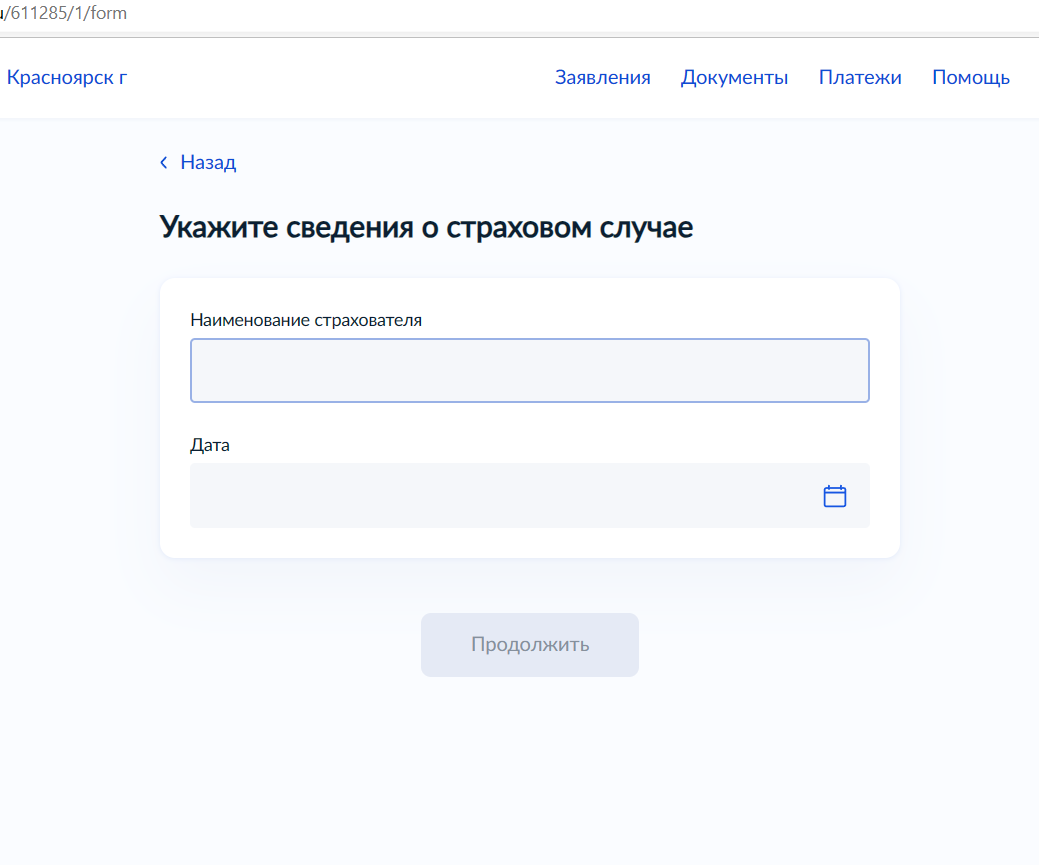 u/611285/1/form
Красноярск г Заявления Документы Платежи Помощь
Назад
Укажите сведения о страховом случае
Наименование страхователя
Дата
Продолжить